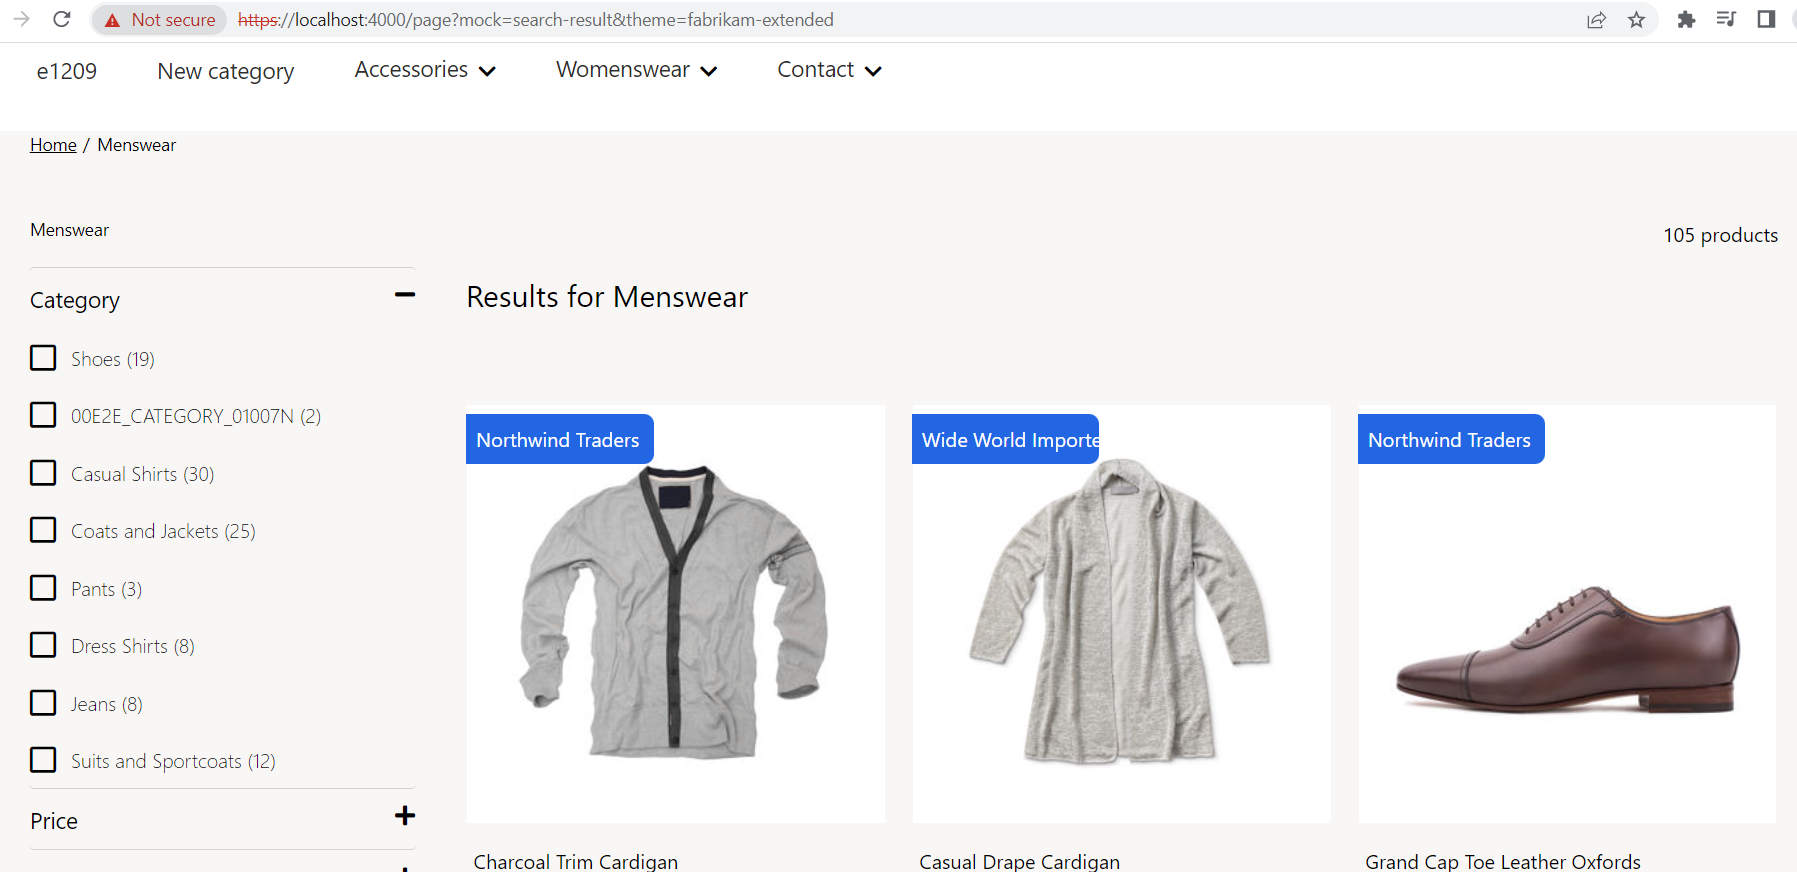 Not secure https://localhost:4000/page?mock=search-result&theme=fabrikam-extended
e1209 New category Accessories Womenswear Contact
Home / Menswear
Menswear
105 products
Category
Results for Menswear
Shoes (19)
00E2E_CATEGORY_01007N (2)
Casual Shirts (30)
Coats and Jackets (25)
Pants (3)
Dress Shirts (8)
Jeans (8)
Suits and Sportcoats (12)
Price
Northwind Traders
Wide World Importe
Northwind Traders
Charcoal Trim Cardigan
Casual Drape Cardigan
Grand Cap Toe Leather Oxfords